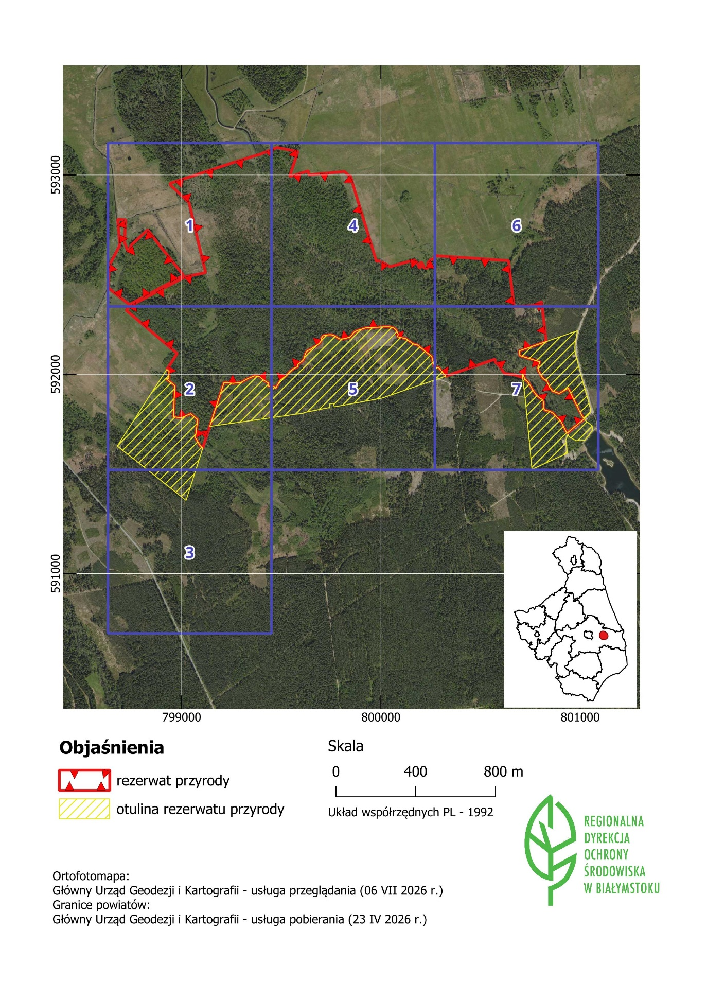 1
4
6
2
5
7
3
593000
592000
591000
799000
800000
801000
Objaśnienia
rezerwat przyrody
otulina rezerwatu przyrody
Skala
0 400 800 m
Układ współrzędnych PL - 1992
REGIONALNA
DYREKCJA
OCHRONY
ŚRODOWISKA
W BIAŁYMSTOKU
Ortofotomapa:
Główny Urząd Geodezji i Kartografii - usługa przeglądania (06 VII 2026 r.)
Granice powiatów:
Główny Urząd Geodezji i Kartografii - usługa pobierania (23 IV 2026 r.)